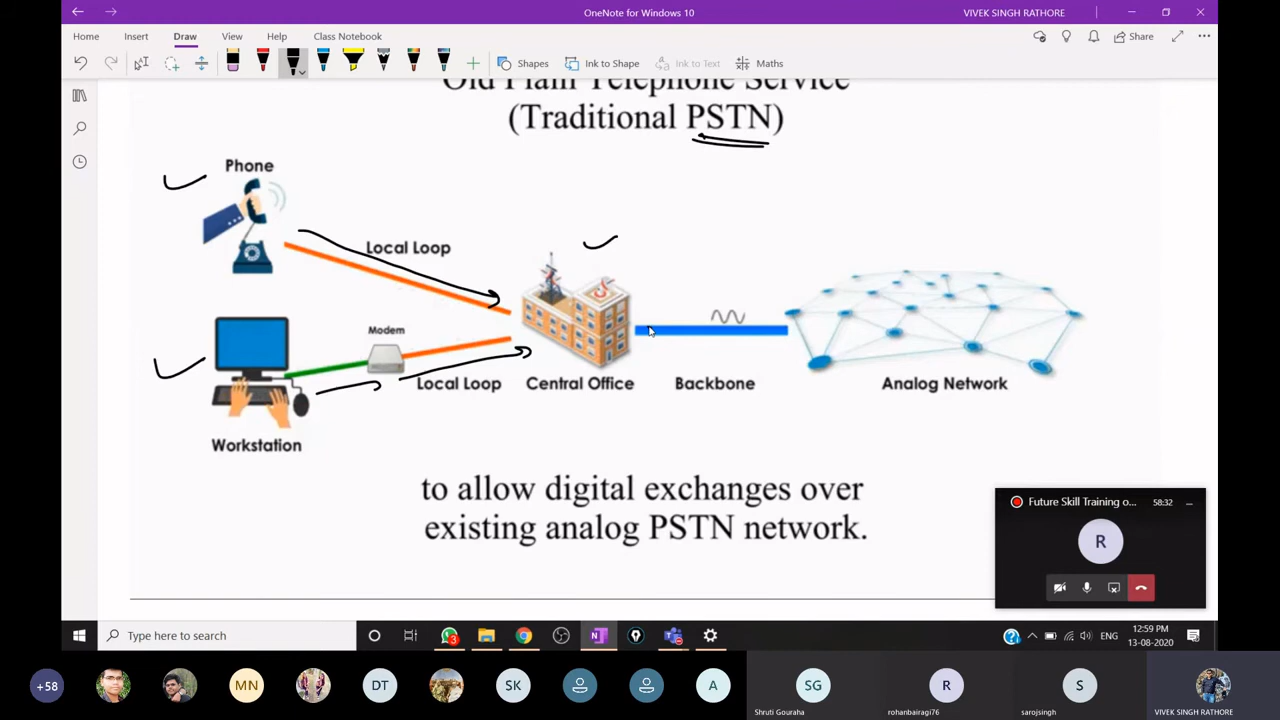 OneNote for Windows 10
VIVEK SINGH RATHORE
Home
Insert
Draw
View
Help
Class Notebook
Share
Shapes
Ink to Shape
Ink to Text
Maths
Old Plain Telephone Service
(Traditional PSTN)
Phone
Local Loop
Modem
Local Loop
Central Office
Backbone
Analog Network
Workstation
to allow digital exchanges over
existing analog PSTN network.
Future Skill Training o...
58:32
R
Type here to search
3
ENG
12:59 PM
13-08-2020
+58
MN
DT
SK
A
SG
Shruti Gouraha
R
rohanbairagi76
S
sarojsingh
VIVEK SINGH RATHORE